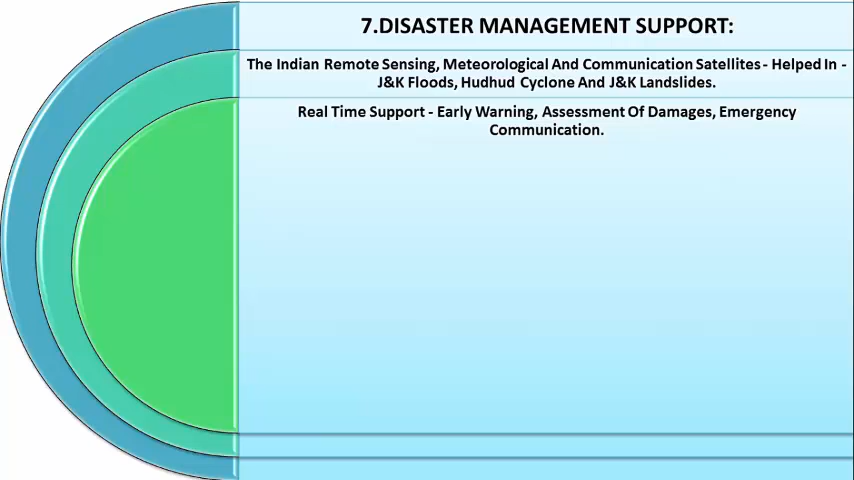 7.DISASTER MANAGEMENT SUPPORT:
The Indian Remote Sensing, Meteorological And Communication Satellites - Helped In -
J&K Floods, Hudhud Cyclone And J&K Landslides.
Real Time Support - Early Warning, Assessment Of Damages, Emergency
Communication.